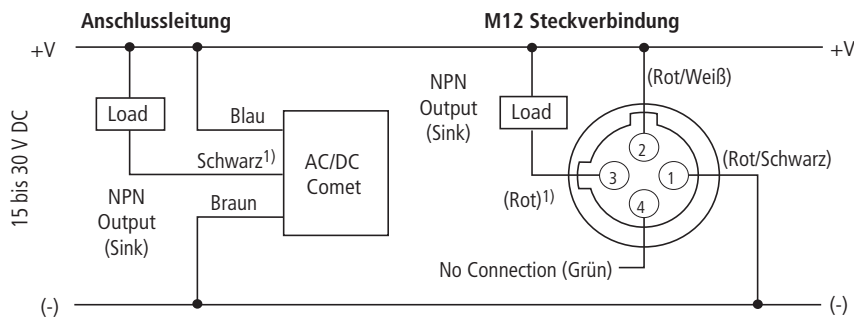 Anschlussleitung
M12 Steckverbindung
+V
+V
15 bis 30 V DC
Load
Blau
Schwarz1)
Braun
AC/DC
Comet
NPN
Output
(Sink)
NPN
Output
(Sink)
Load
(Rot/Weiß)
(Rot/Schwarz)
(Rot)1)
2
3
1
4
No Connection (Grün)
(-)
(-)